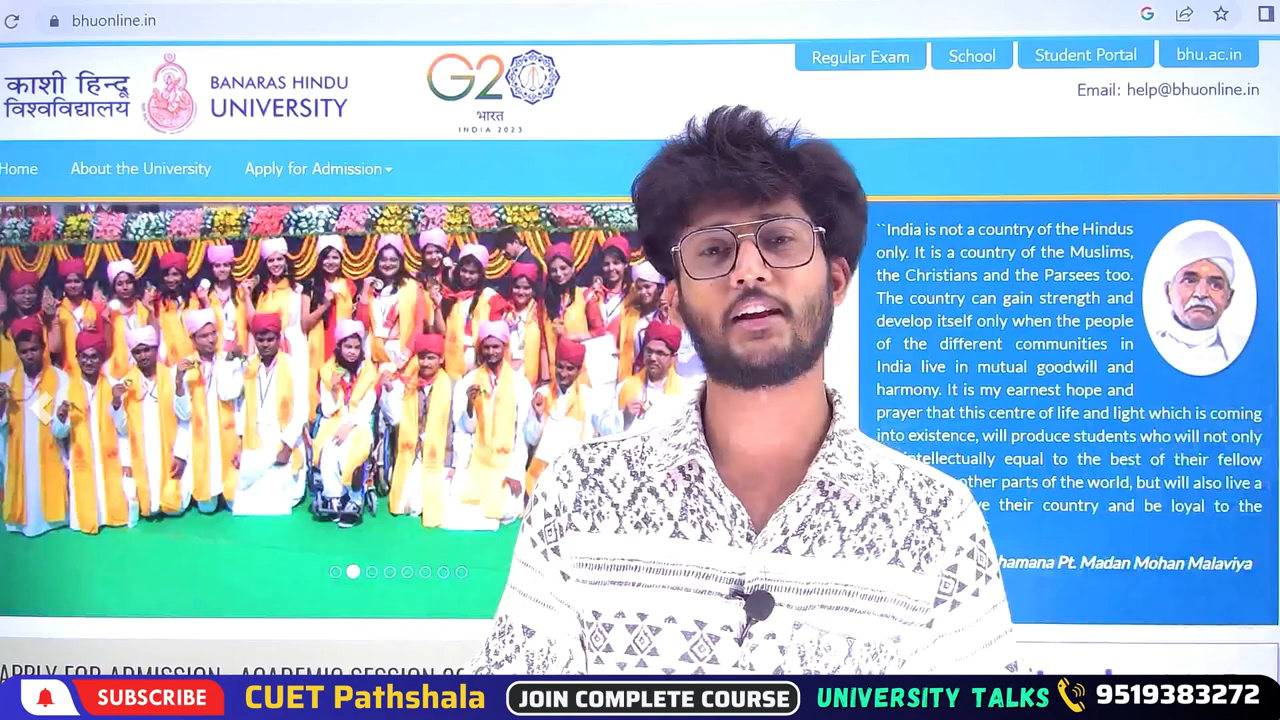 bhuonline.in
काशी हिन्दू
विश्वविद्यालय
BANARAS HINDU
UNIVERSITY
G20
भारत
INDIA 2023
Regular Exam
School
Student Portal
bhu.ac.in
Email: help@bhuonline.in
Home
About the University
Apply for Admission
``India is not a country of the Hindus
only. It is a country of the Muslims,
the Christians and the Parsees too.
The country can gain strength and
develop itself only when the people
of the different communities in
India live in mutual goodwill and
harmony. It is my earnest hope and
prayer that this centre of life and light which is coming
into existence, will produce students who will not only
intellectually equal to the best of their fellow
other parts of the world, but will also live a
their country and be loyal to the
Pt. Madan Mohan Malaviya
APPLY FOR ADMISSION - ACADEMIC SESSION
SUBSCRIBE
CUET Pathshala
JOIN COMPLETE COURSE
UNIVERSITY TALKS
9519383272